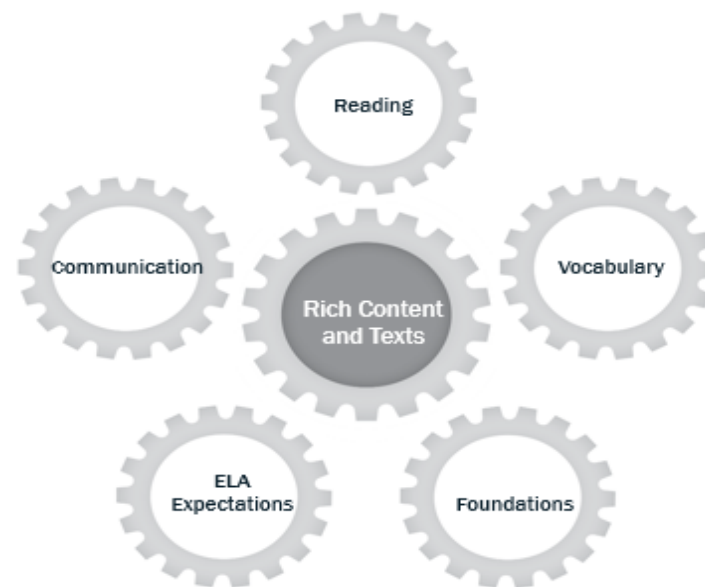 Reading
Communication
Vocabulary
Rich Content
and Texts
ELA
Expectations
Foundations